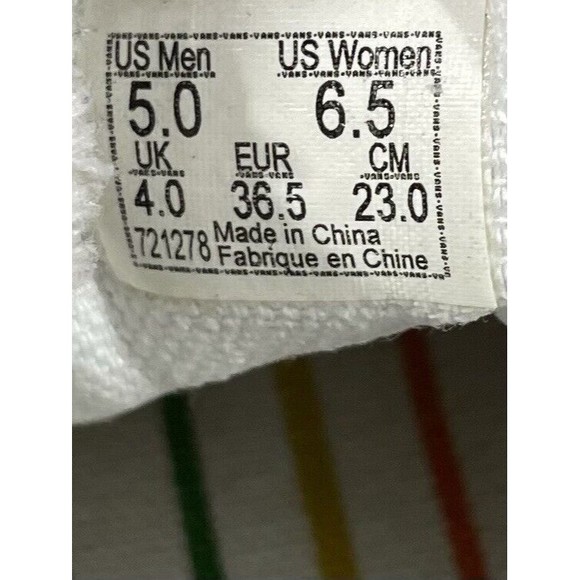 US Men US Women
5.0 6.5
UK EUR CM
4.0 36.5 23.0
721278 Made in China
Fabrique en Chine